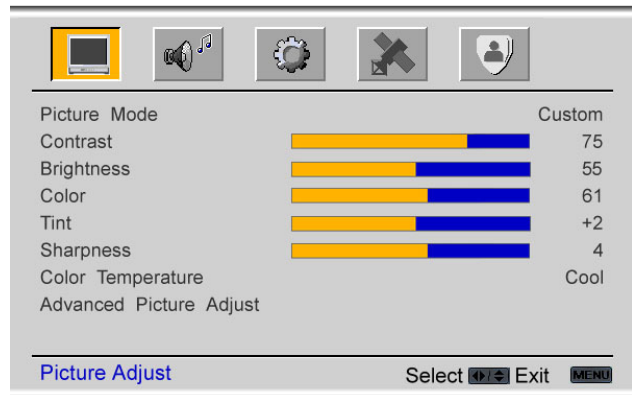 Picture Mode Custom
Contrast 75
Brightness 55
Color 61
Tint +2
Sharpness 4
Color Temperature Cool
Advanced Picture Adjust
Picture Adjust Select Exit MENU